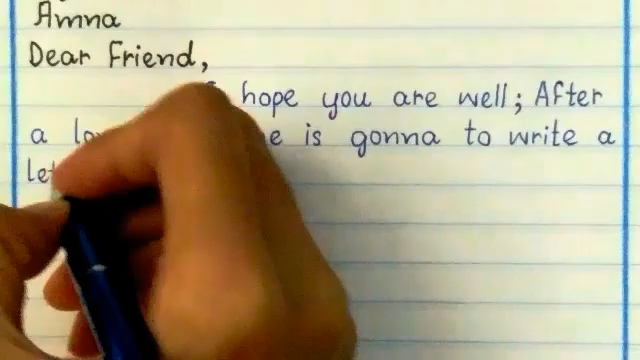 Amna
Dear Friend,
hope you are well; After
a is gonna to write a